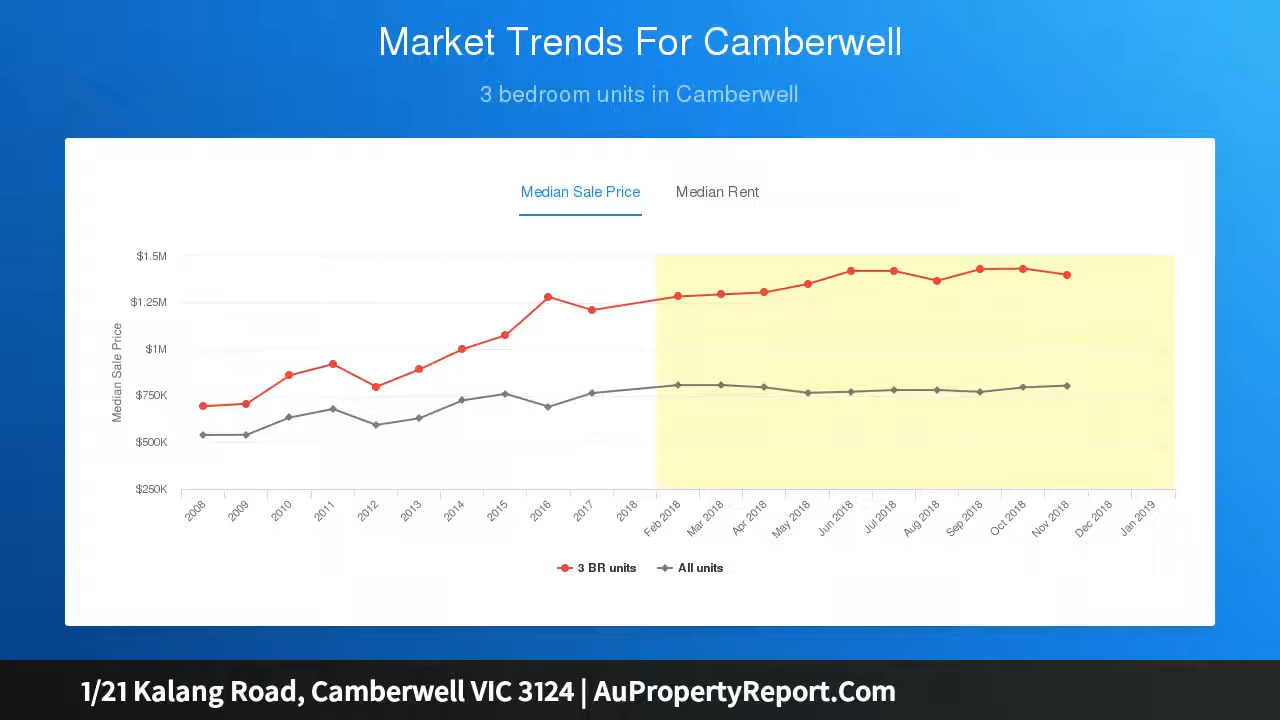 Market Trends For Camberwell
3 bedroom units in Camberwell
Median Sale Price
Median Rent
$1.5M
$1.25M
$1M
$750K
$500K
$250K
Median Sale Price
2008
2009
2010
2011
2012
2013
2014
2015
2016
2017
2018
Feb 2018
Mar 2018
Apr 2018
May 2018
Jun 2018
Jul 2018
Aug 2018
Sep 2018
Oct 2018
Nov 2018
Dec 2018
Jan 2019
3 BR units
All units
1/21 Kalang Road, Camberwell VIC 3124 | AuPropertyReport.Com